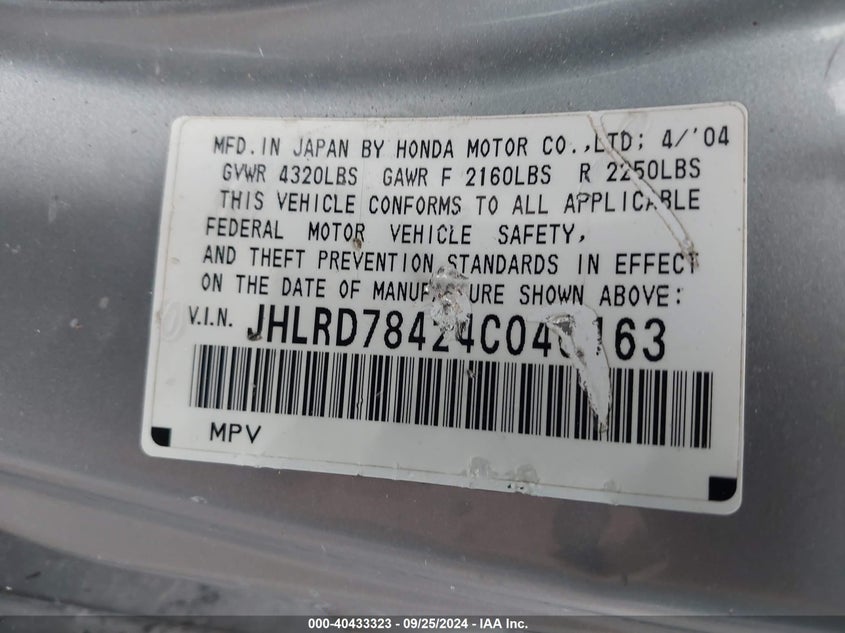 MFD.IN JAPAN BY HONDA MOTOR CO.,LTD; 4/'04
GVWR 4320LBS GAWR F 2160LBS R 2250LBS
THIS VEHICLE CONFORMS TO ALL APPLICABLE
FEDERAL MOTOR VEHICLE SAFETY,
AND THEFT PREVENTION STANDARDS IN EFFECT
ON THE DATE OF MANUFACTURE SHOWN ABOVE:
V.I.N. JHLRD78424C048163
MPV
000-40433323 - 09/25/2024 - IAA Inc.